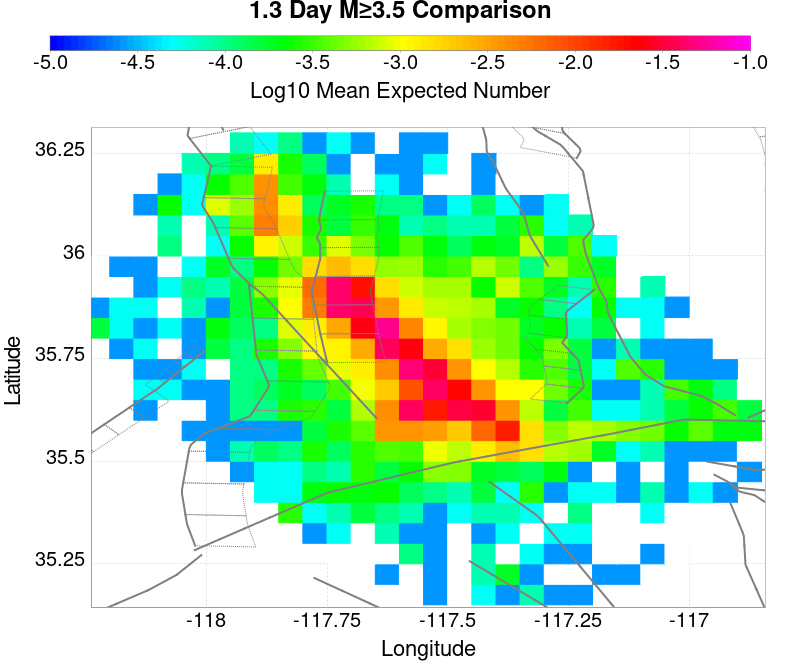 1.3 Day M≥3.5 Comparison
-5.0 -4.5 -4.0 -3.5 -3.0 -2.5 -2.0 -1.5 -1.0
Log10 Mean Expected Number
36.25
36
35.75
35.5
35.25
Latitude
-118 -117.75 -117.5 -117.25 -117
Longitude